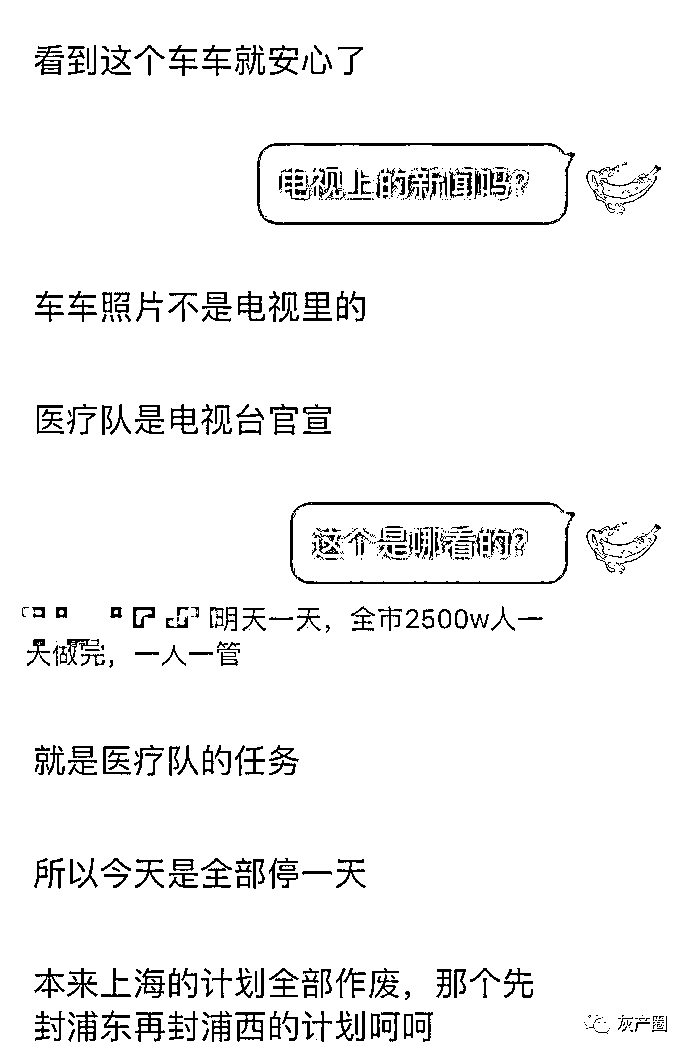 看到这个车车就安心了
电视上的新闻吗?
车车照片不是电视里的
医疗队是电视台官宣
这个是哪看的?
明天一天，全市2500w人一
天做完，一人一管
就是医疗队的任务
所以今天是全部停一天
本来上海的计划全部作废，那个先
封浦东再封浦西的计划呵呵
灰产圈